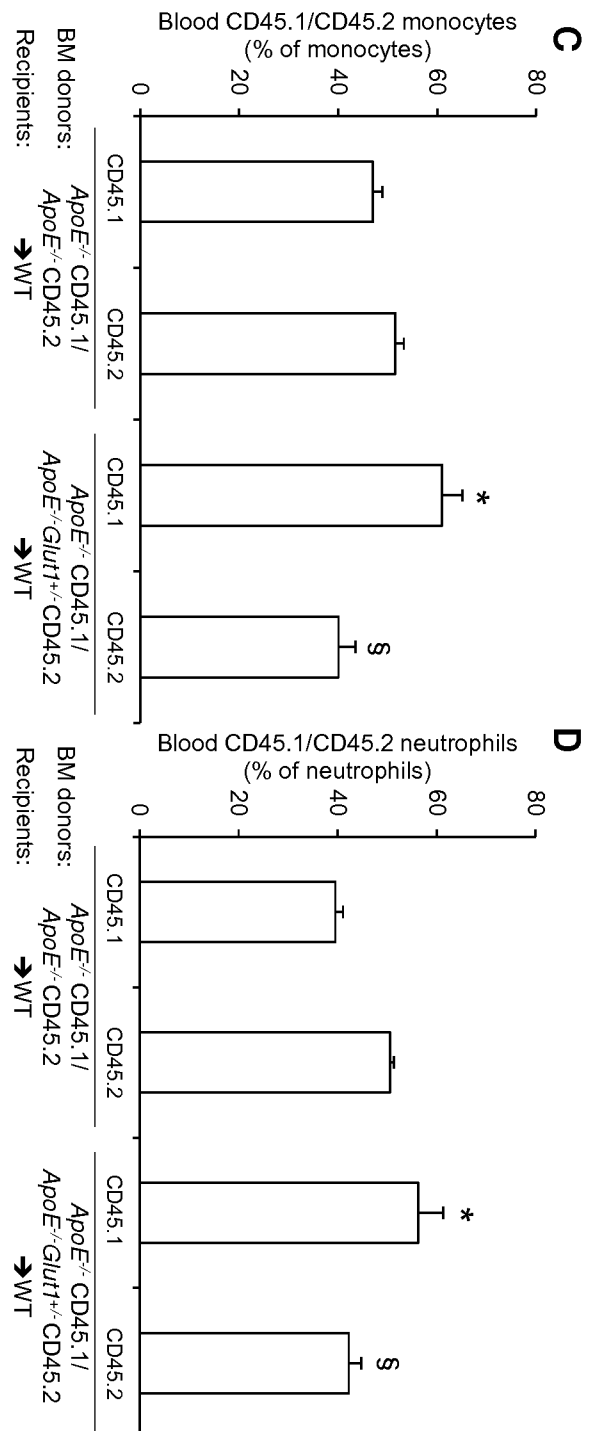 C
Blood CD45.1/CD45.2 monocytes
(% of monocytes)
80
60
40
20
0
*
§
CD45.1
CD45.2
CD45.1
CD45.2
BM donors:
ApoE-/- CD45.1/
ApoE-/- CD45.2
ApoE-/- CD45.1/
ApoE-/-Glut1+/- CD45.2
Recipients:
➔WT
➔WT
D
Blood CD45.1/CD45.2 neutrophils
(% of neutrophils)
80
60
40
20
0
*
§
CD45.1
CD45.2
CD45.1
CD45.2
BM donors:
ApoE-/- CD45.1/
ApoE-/- CD45.2
ApoE-/- CD45.1/
ApoE-/-Glut1+/- CD45.2
Recipients:
➔WT
➔WT